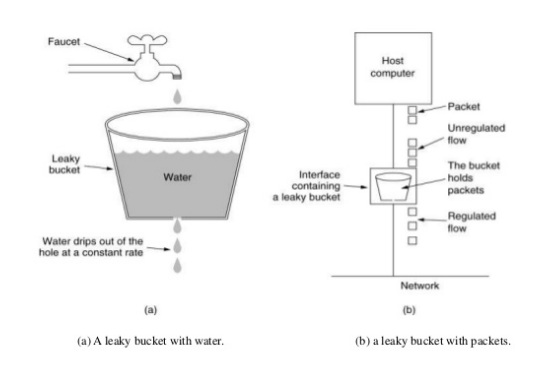 Faucet
Leaky
bucket
Water
Water drips out of the
hole at a constant rate
(a)
Host
computer
Packet
Unregulated
flow
The bucket
holds
packets
Interface
containing
a leaky bucket
Regulated
flow
Network
(b)
(a) A leaky bucket with water.
(b) a leaky bucket with packets.